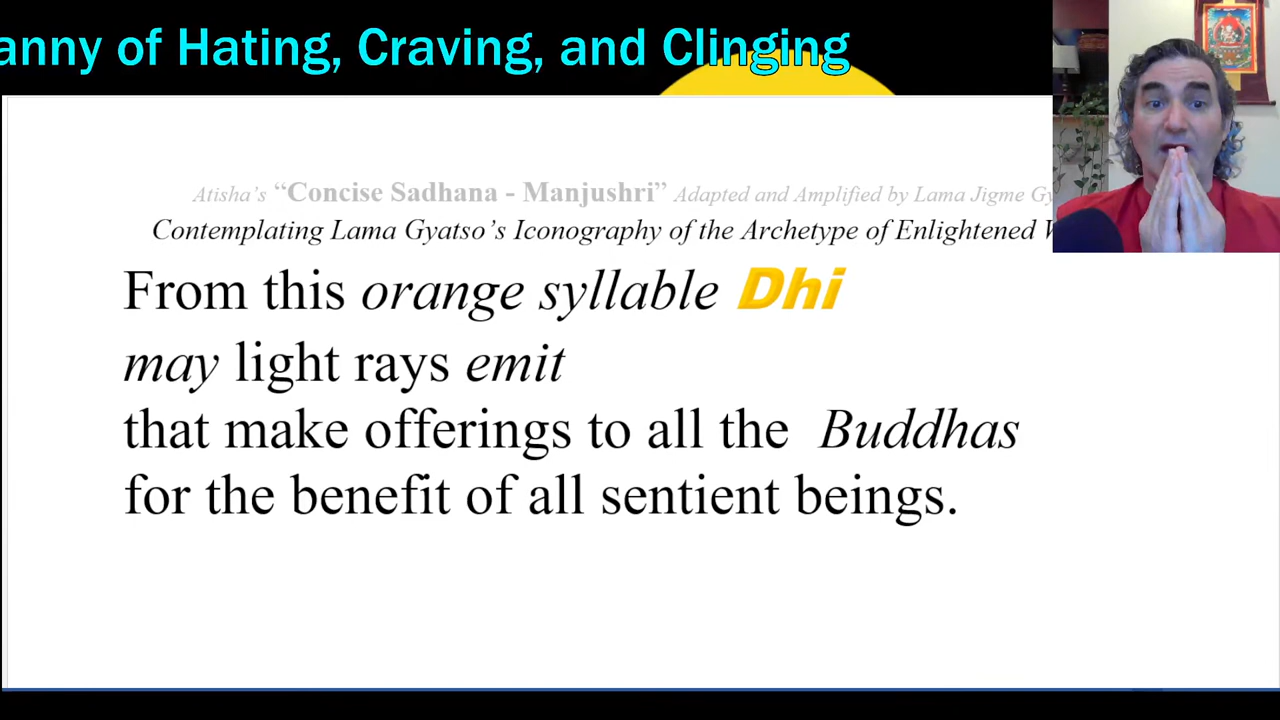 anny of Hating, Craving, and Clinging
Atisha's “Concise Sadhana - Manjushri” Adapted and Amplified by Lama Jigme Gy
Contemplating Lama Gyatso's Iconography of the Archetype of Enlightened
From this orange syllable Dhi
may light rays emit
that make offerings to all the Buddhas
for the benefit of all sentient beings.